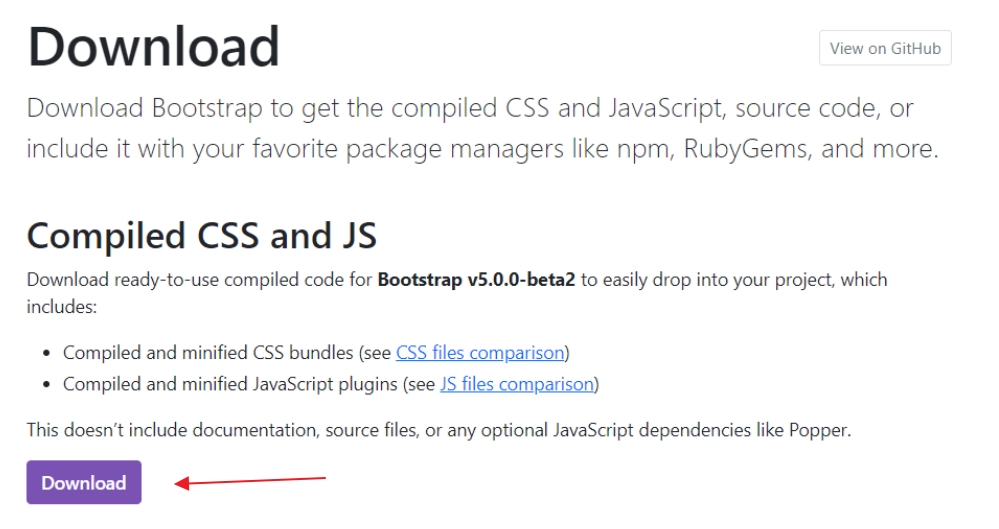 Download
View on GitHub
Download Bootstrap to get the compiled CSS and JavaScript, source code, or
include it with your favorite package managers like npm, RubyGems, and more.
Compiled CSS and JS
Download ready-to-use compiled code for Bootstrap v5.0.0-beta2 to easily drop into your project, which
includes:
• Compiled and minified CSS bundles (see CSS files comparison)
• Compiled and minified JavaScript plugins (see JS files comparison)
This doesn’t include documentation, source files, or any optional JavaScript dependencies like Popper.
Download